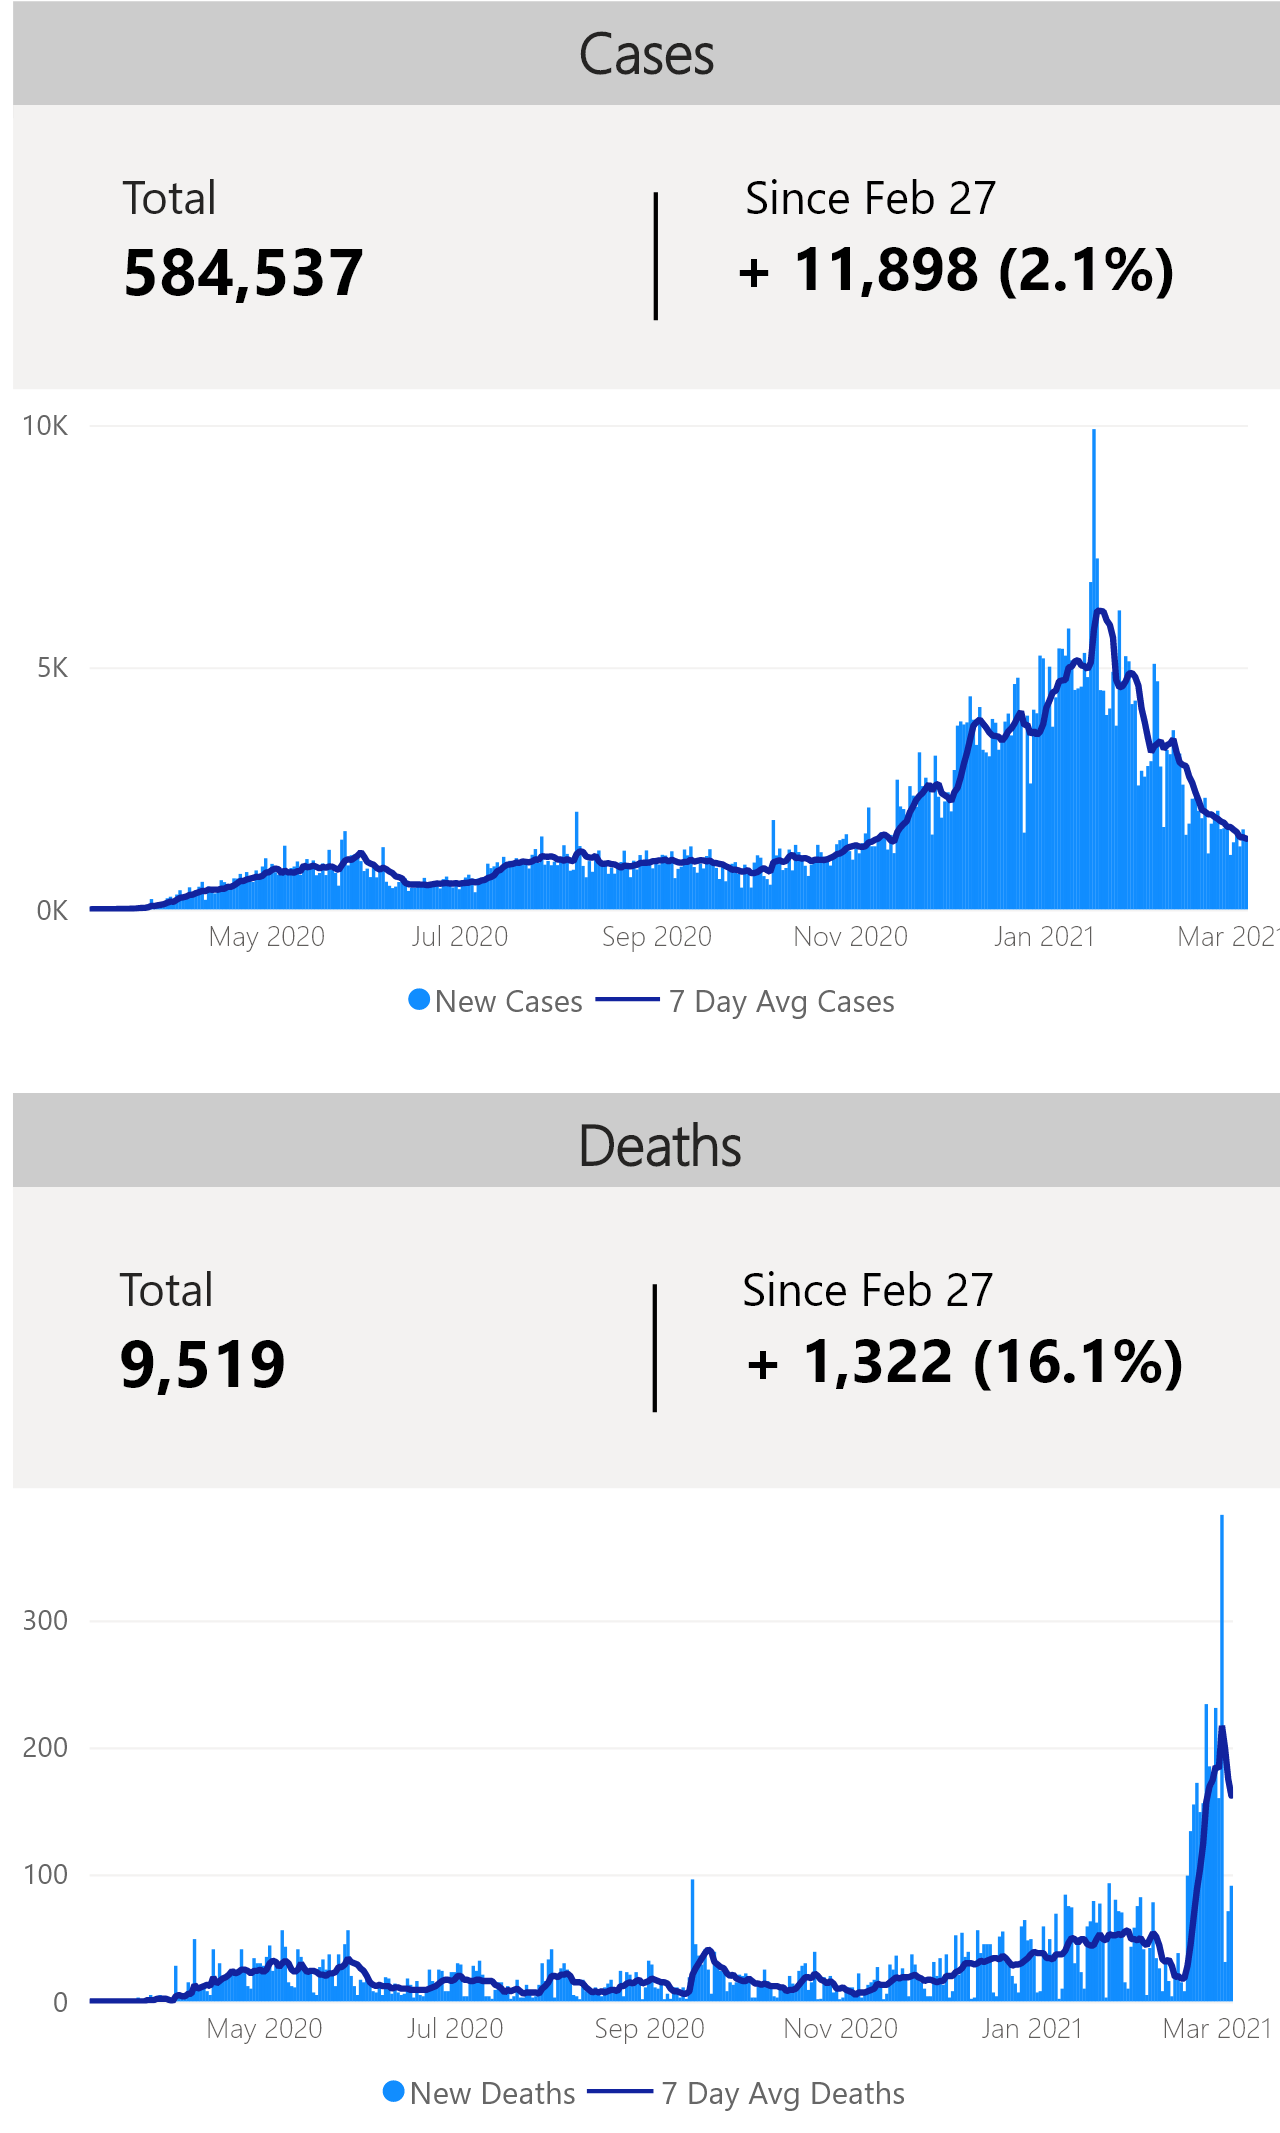 Cases
Total
Since Feb 27
584,537
+ 11,898 (2.1%)
10K
5K
0K
May 2020 Jul 2020 Sep 2020 Nov 2020 Jan 2021 Mar 2021
New Cases 7 Day Avg Cases
Deaths
Total
Since Feb 27
9,519
+ 1,322 (16.1%)
300
200
100
0
May 2020 Jul 2020 Sep 2020 Nov 2020 Jan 2021 Mar 2021
New Deaths 7 Day Avg Deaths